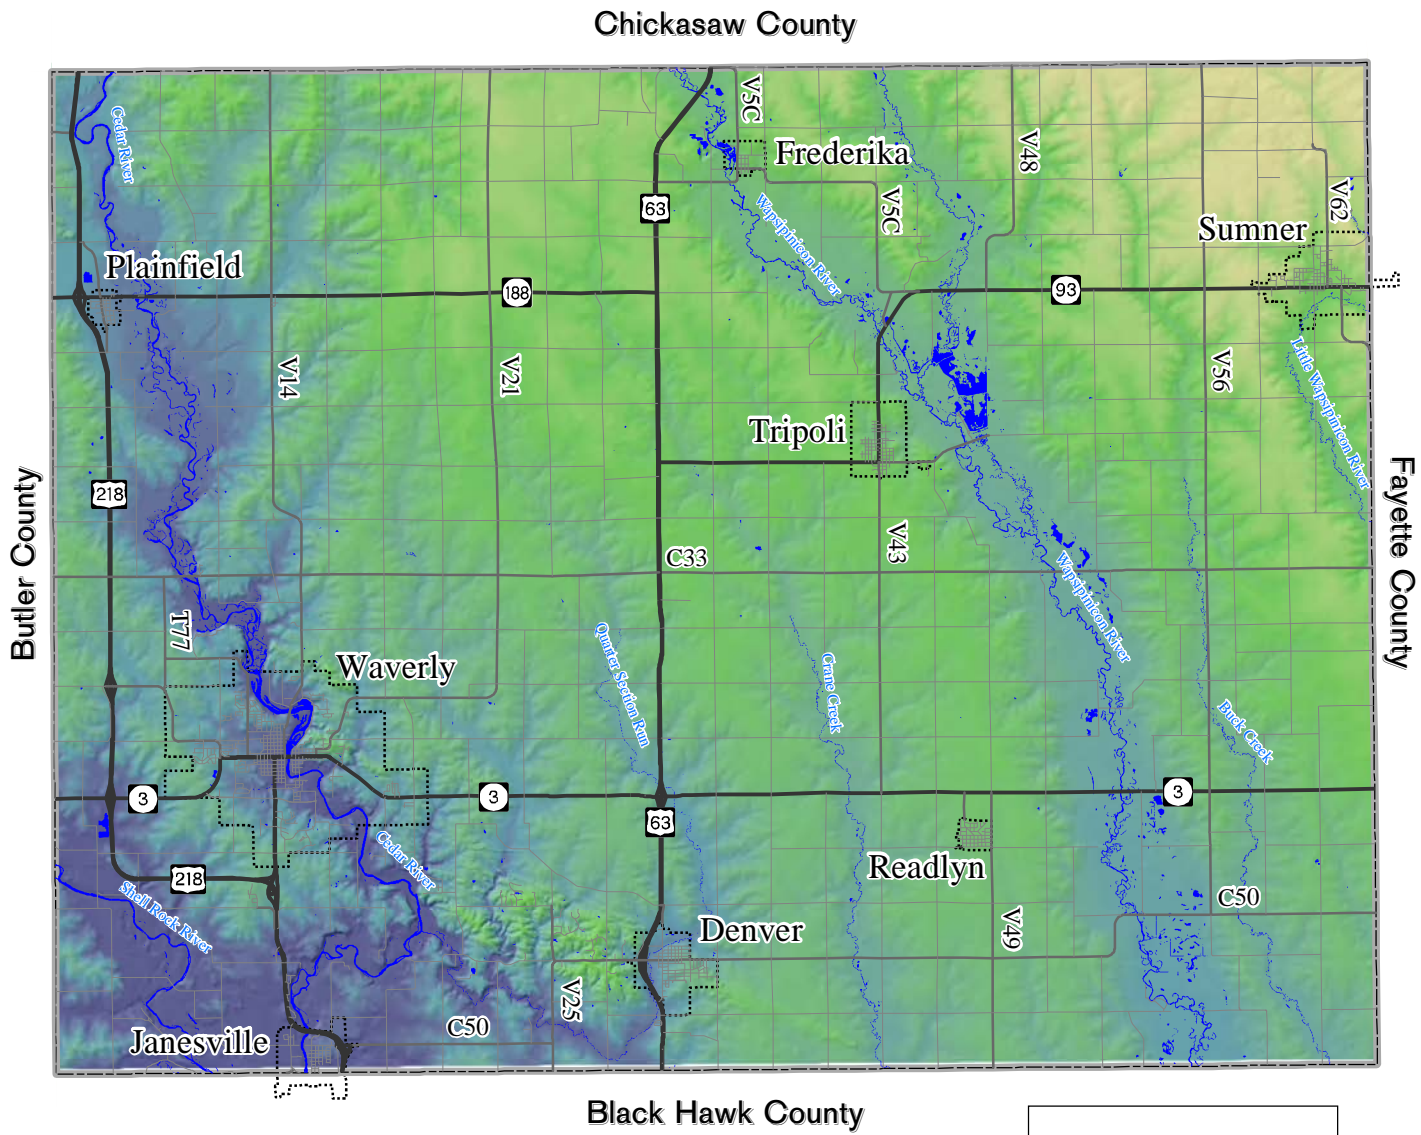 Chickasaw County
Cedar River
V5C
Frederika
V48
63
Wapsipinicon River
V5C
V62
Sumner
Plainfield
188
93
V14
V21
V56
Little Wapsipinicon River
Tripoli
218
Butler County
Fayette County
C33
V43
Wapsipinicon River
T77
Quarter Section Run
Waverly
Crane Creek
Buck Creek
3
3
3
63
Cedar River
Readlyn
218
C50
Shell Rock River
Denver
V49
V25
C50
Janesville
Black Hawk County